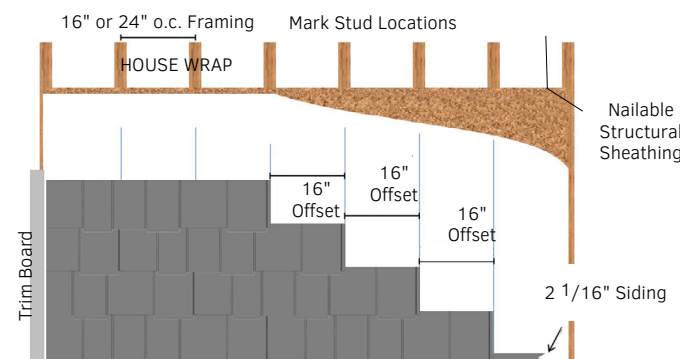 16" or 24" o.c. Framing
Mark Stud Locations
HOUSE WRAP
Nailable
Structural
Sheathing
16"
Offset
16"
Offset
16"
Offset
2 1/16" Siding
Trim Board